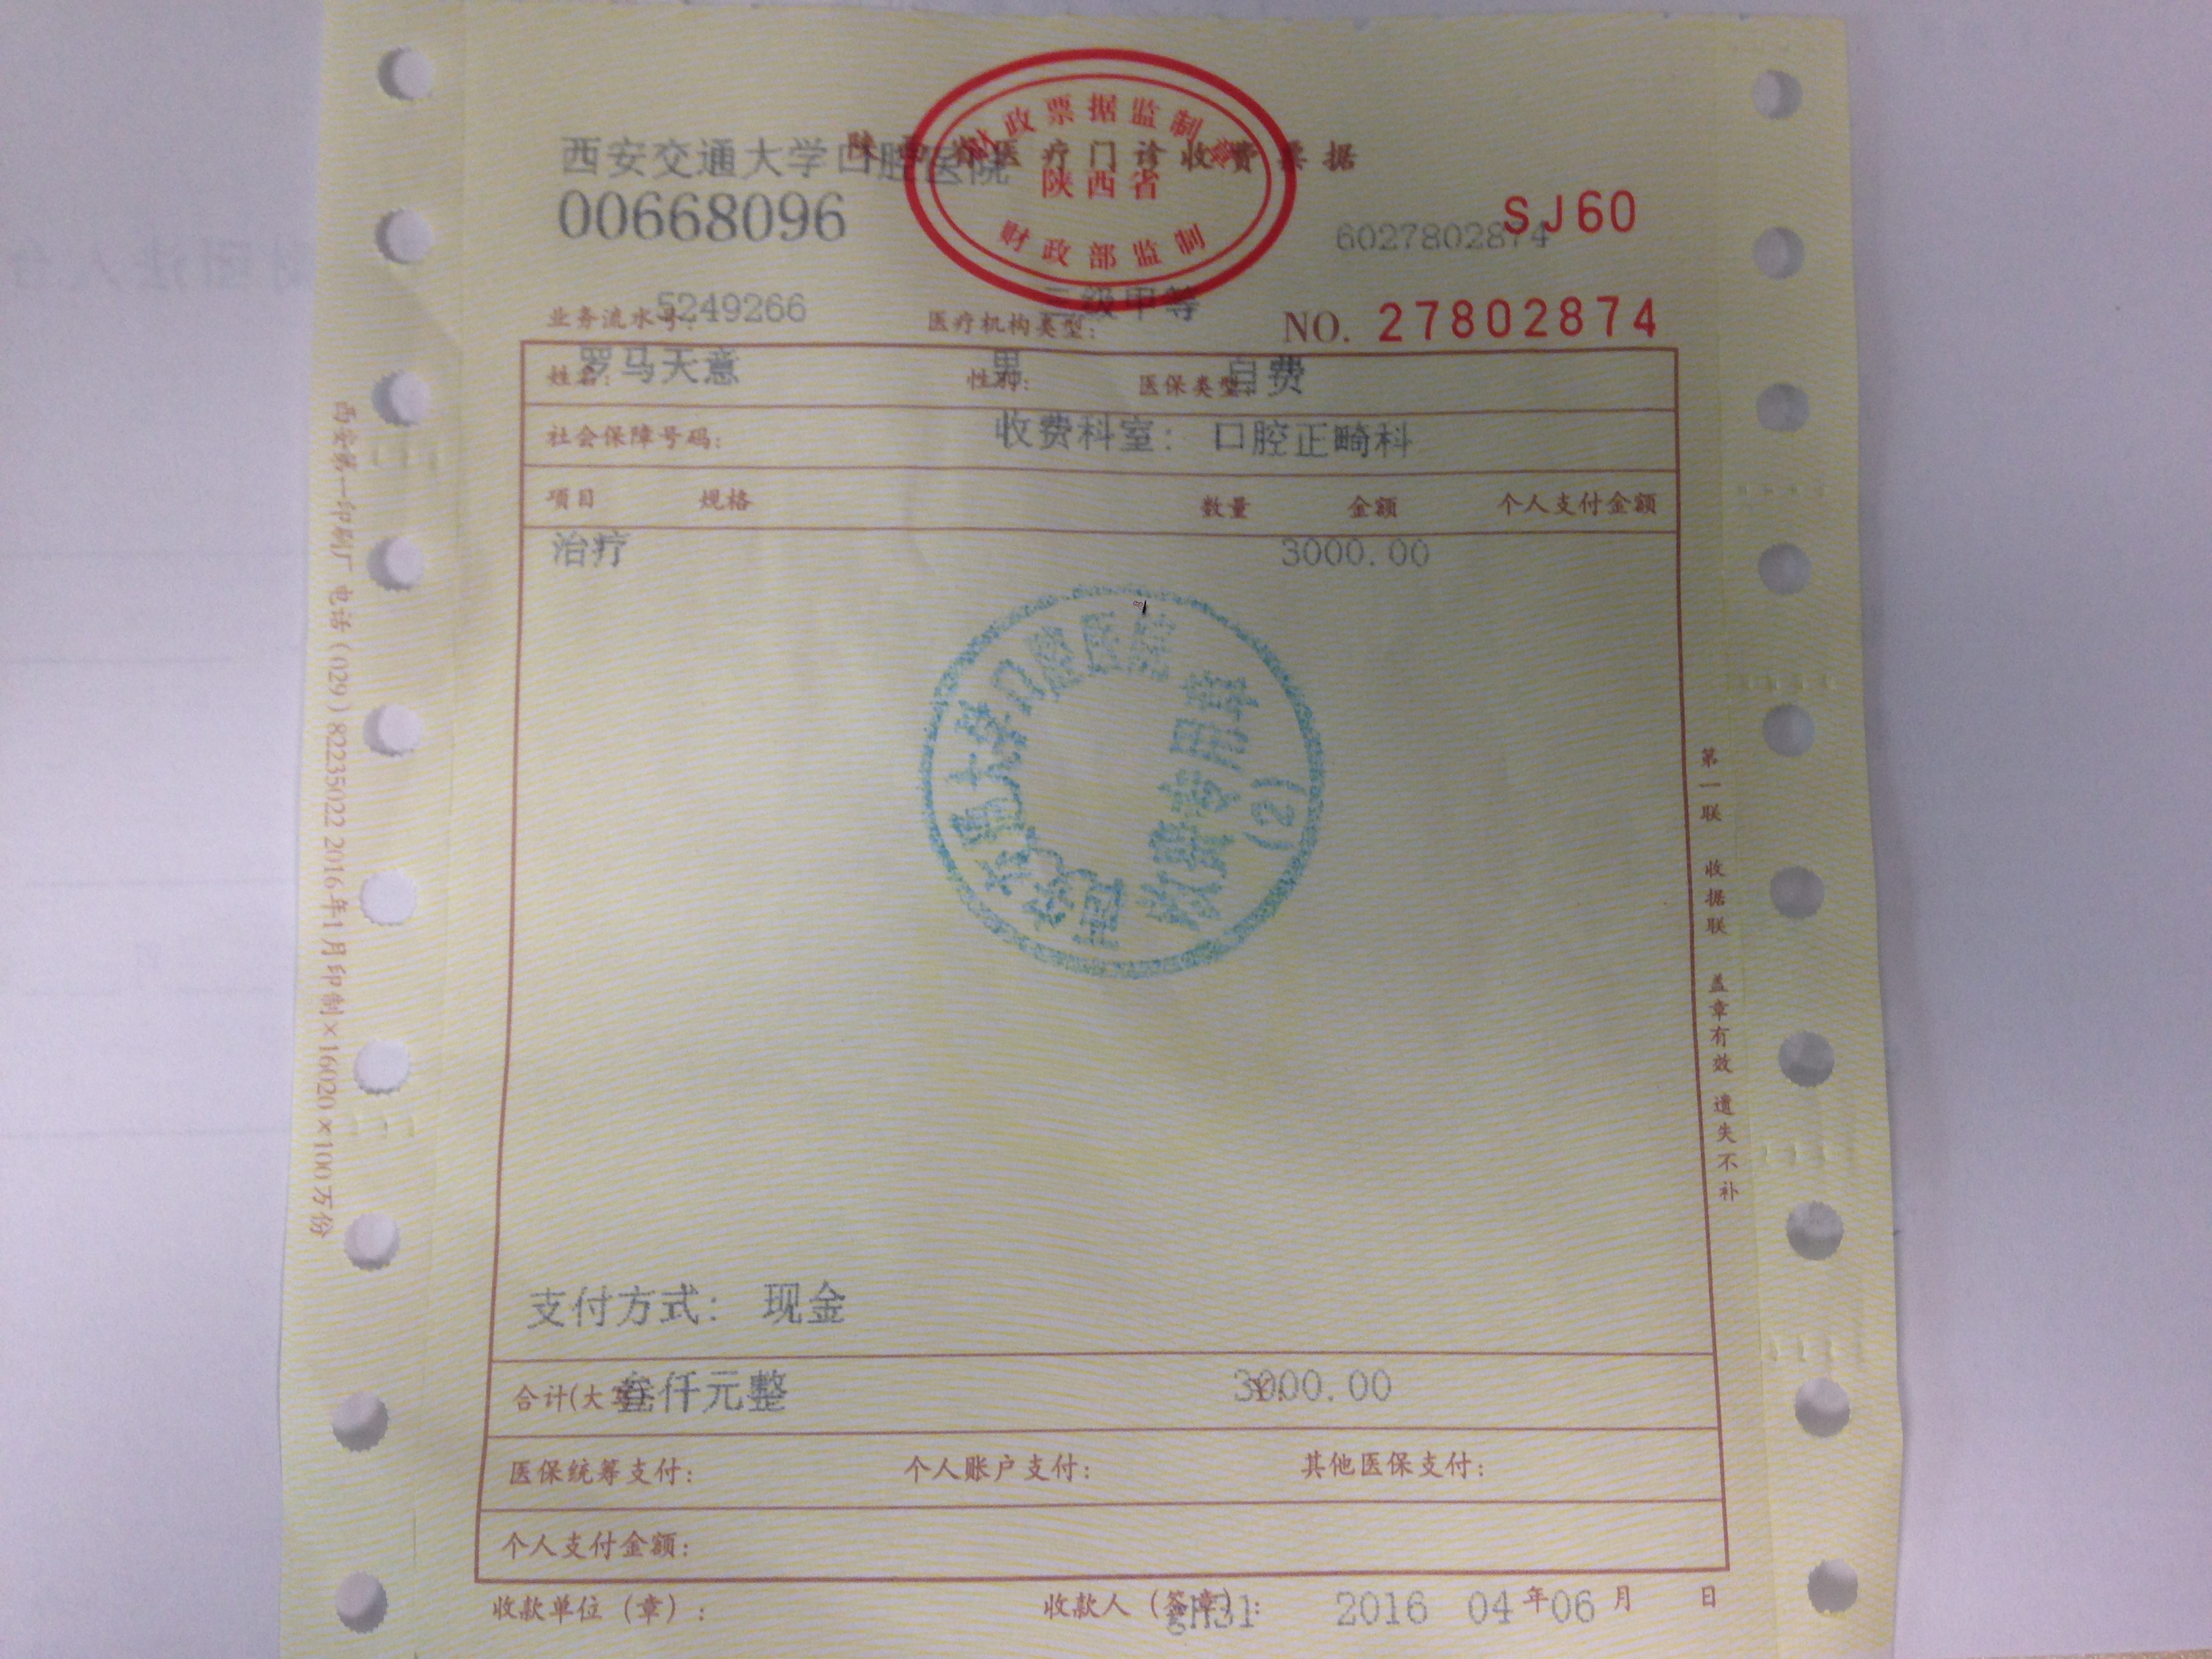 财政票据监制章
西安交通大学口腔医院
陕西省医疗门诊收费票据
陕西省
财政部监制
00668096
6027802874
SJ60
业务流水号:5249266
医疗机构类型:三级甲等
NO. 27802874
姓名:罗马天意 性别:男 医保类型:自费
社会保障号码: 收费科室: 口腔正畸科
项目 规格 数量 金额 个人支付金额
治疗 3000.00
西安交通大学口腔医院
收费专用章
(2)
支付方式: 现金
合计(大写)叁仟元整 ¥:3000.00
医保统筹支付: 个人账户支付: 其他医保支付:
个人支付金额:
收款单位(章): 收款人(签章):gH31 2016 04年06月 日
第一联 收据联 盖章有效 遗失不补
西安第一印刷厂 电话(029)82235022 2016年1月印制×16020×100万份